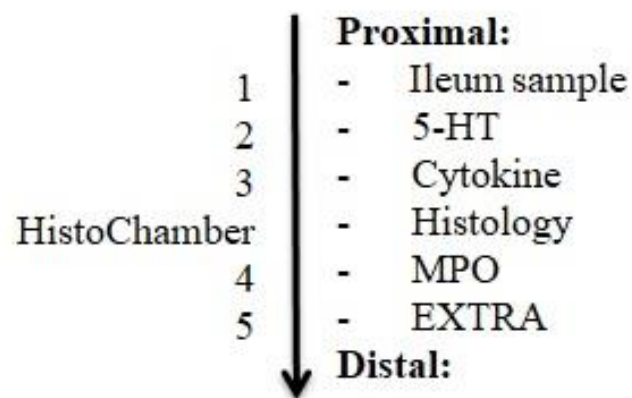 Proximal:
1 - Ileum sample
2 - 5-HT
3 - Cytokine
HistoChamber - Histology
4 - MPO
5 - EXTRA
Distal: